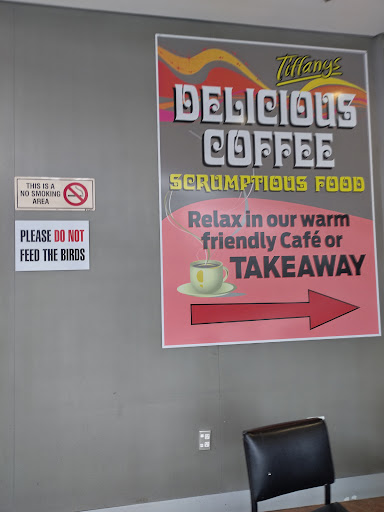 Tiffanys
DELICIOUS
COFFEE
SCRUMPTIOUS FOOD
Relax in our warm
friendly Café or
TAKEAWAY
THIS IS A
NO SMOKING
AREA
PLEASE DO NOT
FEED THE BIRDS